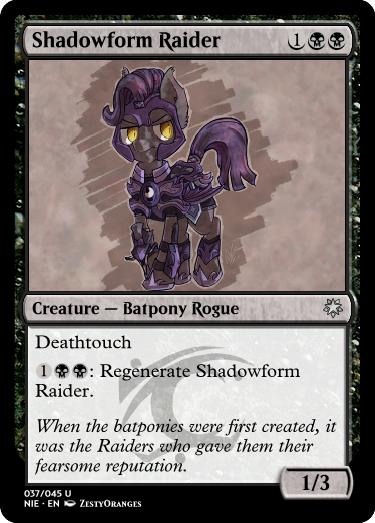 Shadowform Raider 1
Creature — Batpony Rogue
Deathtouch
1 : Regenerate Shadowform
Raider.
When the batponies were first created, it
was the Raiders who gave them their
fearsome reputation.
1/3
037/045 U
NIE · EN ZestyOranges